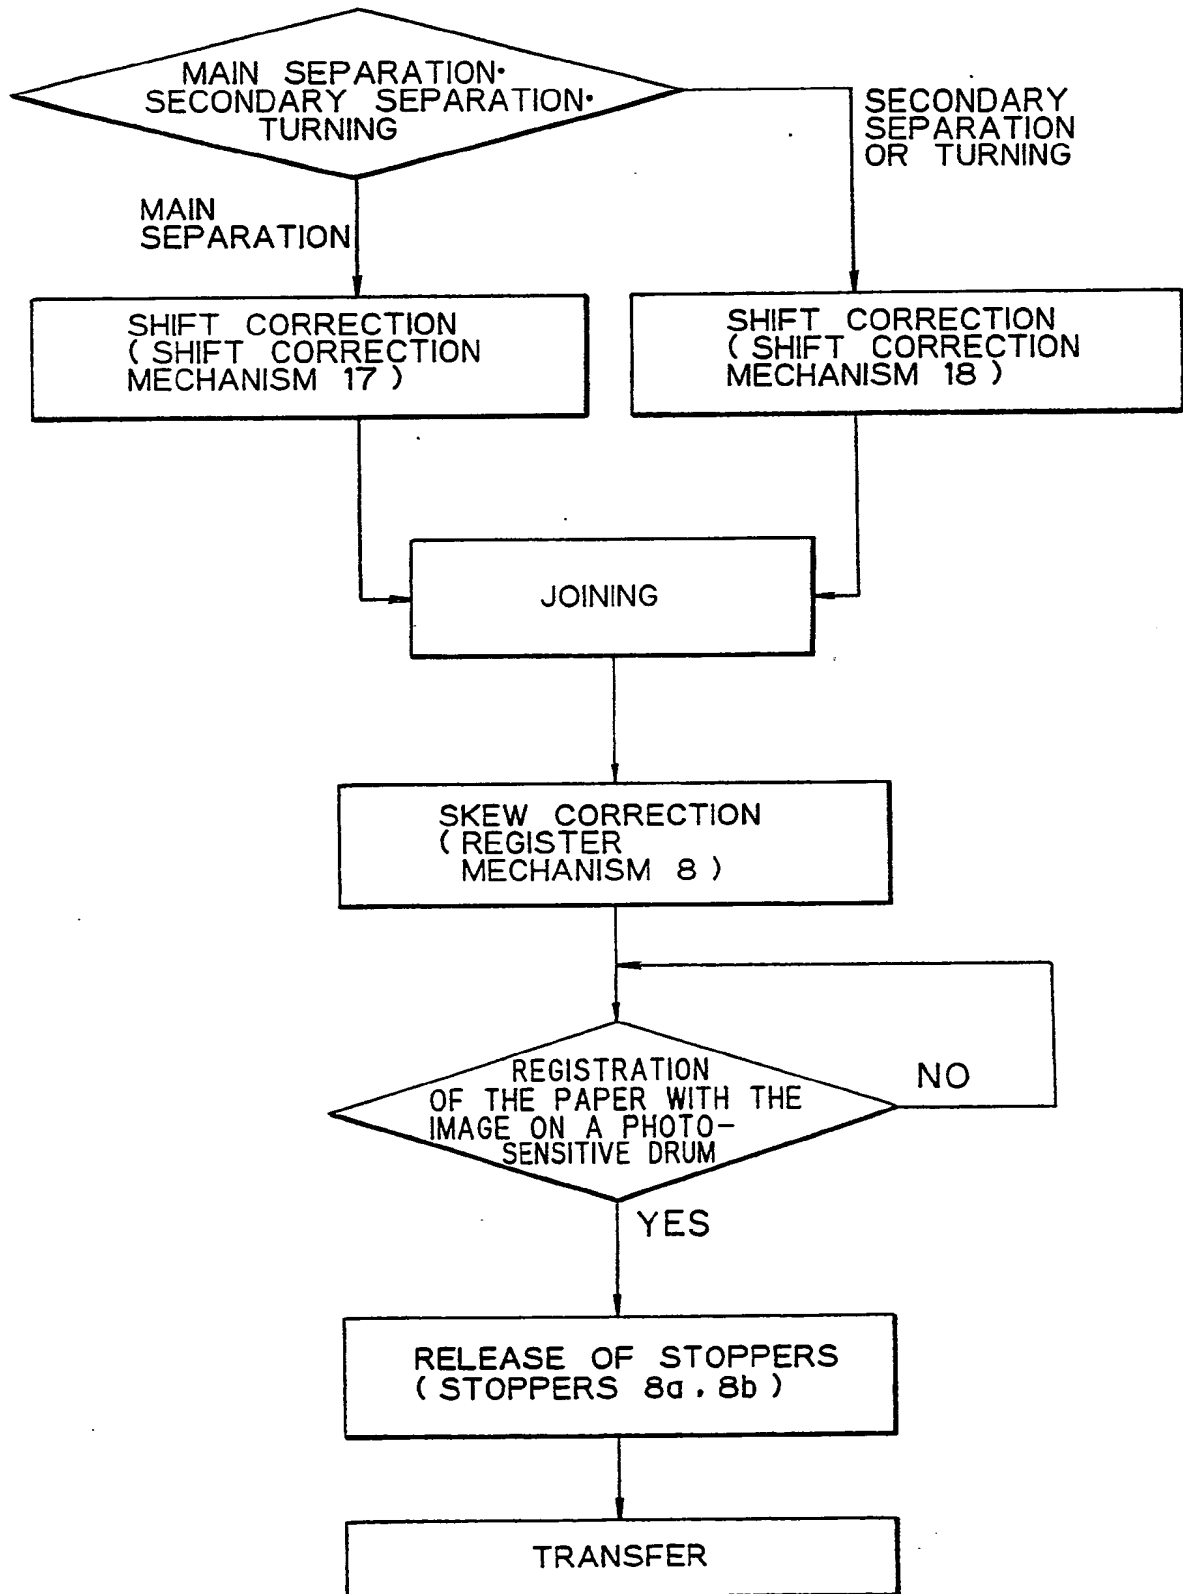 MAIN SEPARATION·
SECONDARY SEPARATION·
TURNING
SECONDARY
SEPARATION
OR TURNING
MAIN
SEPARATION
SHIFT CORRECTION
(SHIFT CORRECTION
MECHANISM 17)
SHIFT CORRECTION
(SHIFT CORRECTION
MECHANISM 18)
JOINING
SKEW CORRECTION
(REGISTER
MECHANISM 8)
REGISTRATION
OF THE PAPER WITH THE
IMAGE ON A PHOTO-
SENSITIVE DRUM
NO
YES
RELEASE OF STOPPERS
(STOPPERS 8a, 8b)
TRANSFER